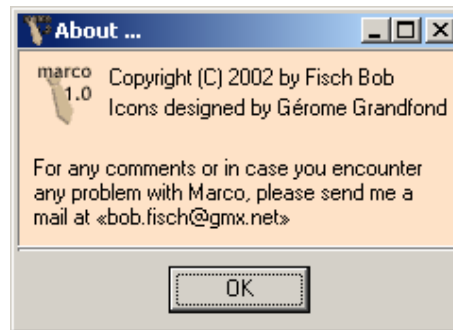 About ...
marco
1.0
Copyright (C) 2002 by Fisch Bob
Icons designed by Gérome Grandfond
For any comments or in case you encounter
any problem with Marco, please send me a
mail at «bob.fisch@gmx.net»
OK